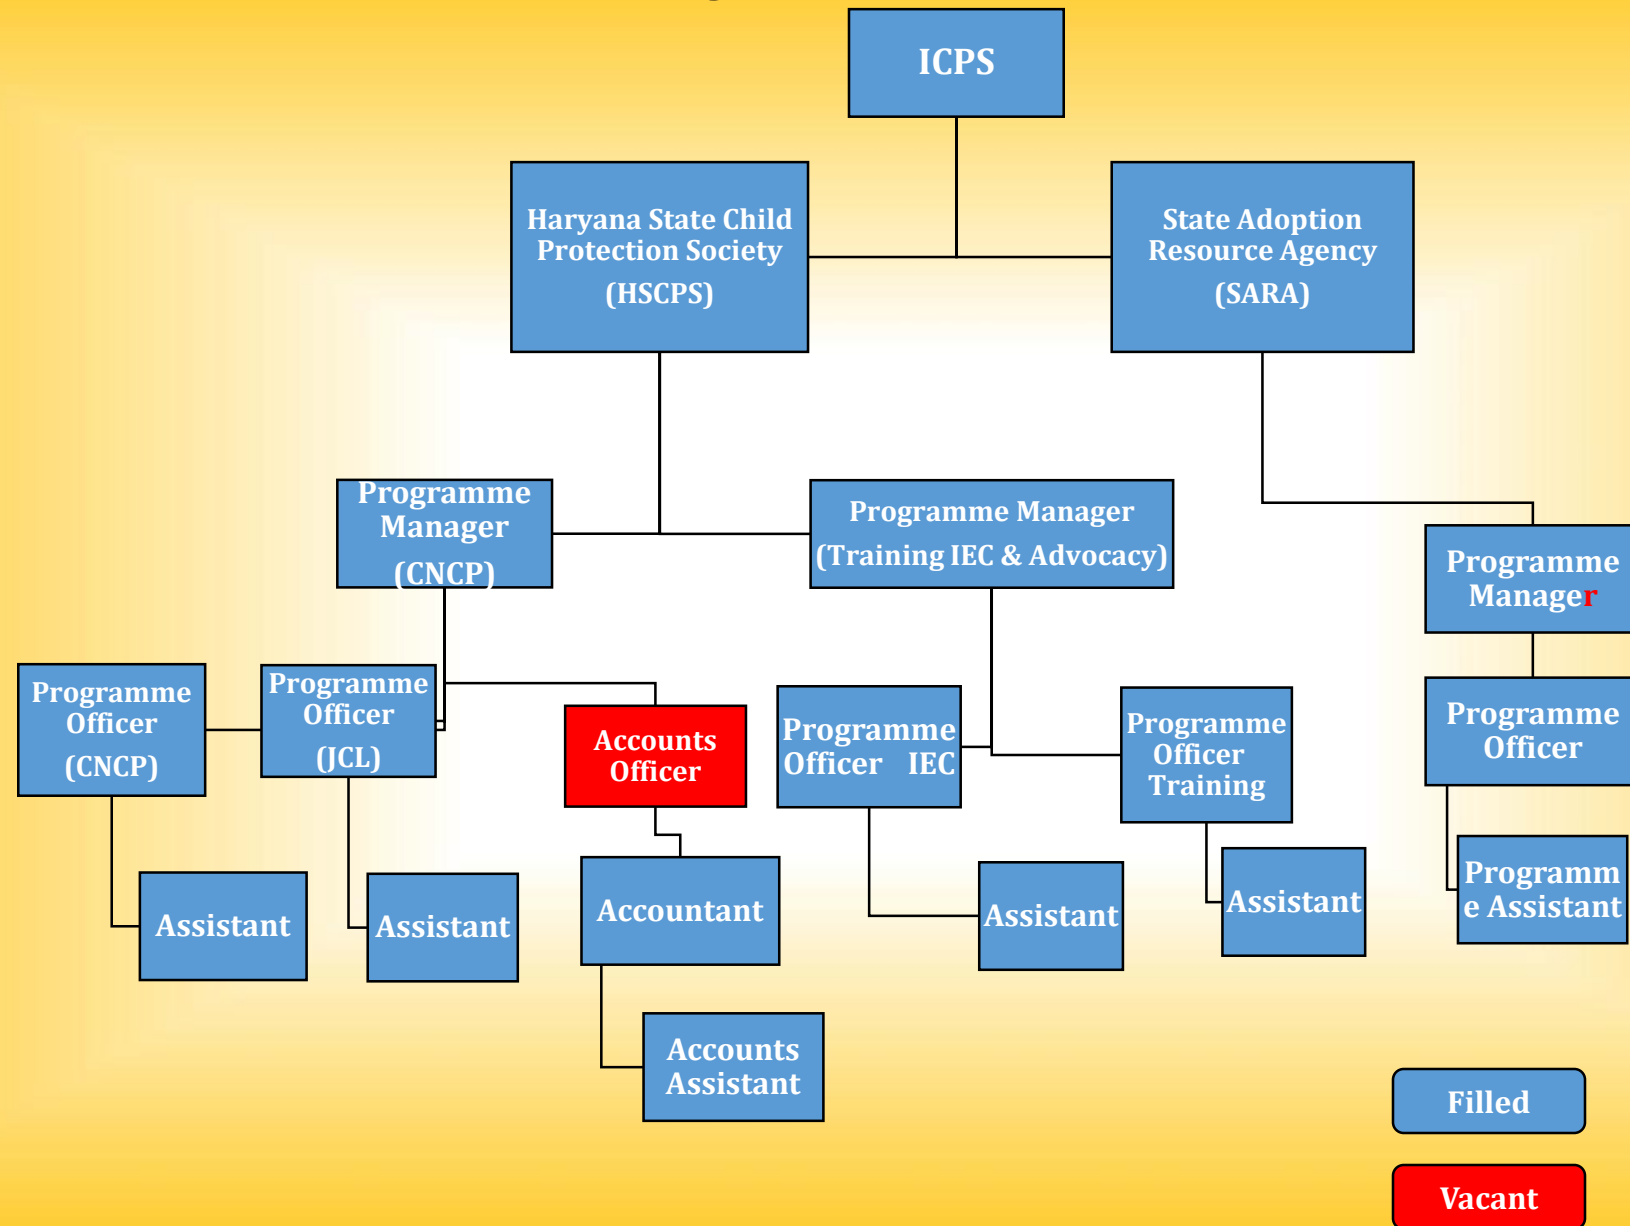 ICPS
Haryana State Child
Protection Society
(HSCPS)
State Adoption
Resource Agency
(SARA)
Programme
Manager
(CNCP)
Programme Manager
(Training IEC & Advocacy)
Programme
Manager
Programme
Officer
(CNCP)
Programme
Officer
(JCL)
Accounts
Officer
Programme
Officer IEC
Programme
Officer
Training
Programme
Officer
Assistant
Assistant
Accountant
Assistant
Assistant
Programm
e Assistant
Accounts
Assistant
Filled
Vacant